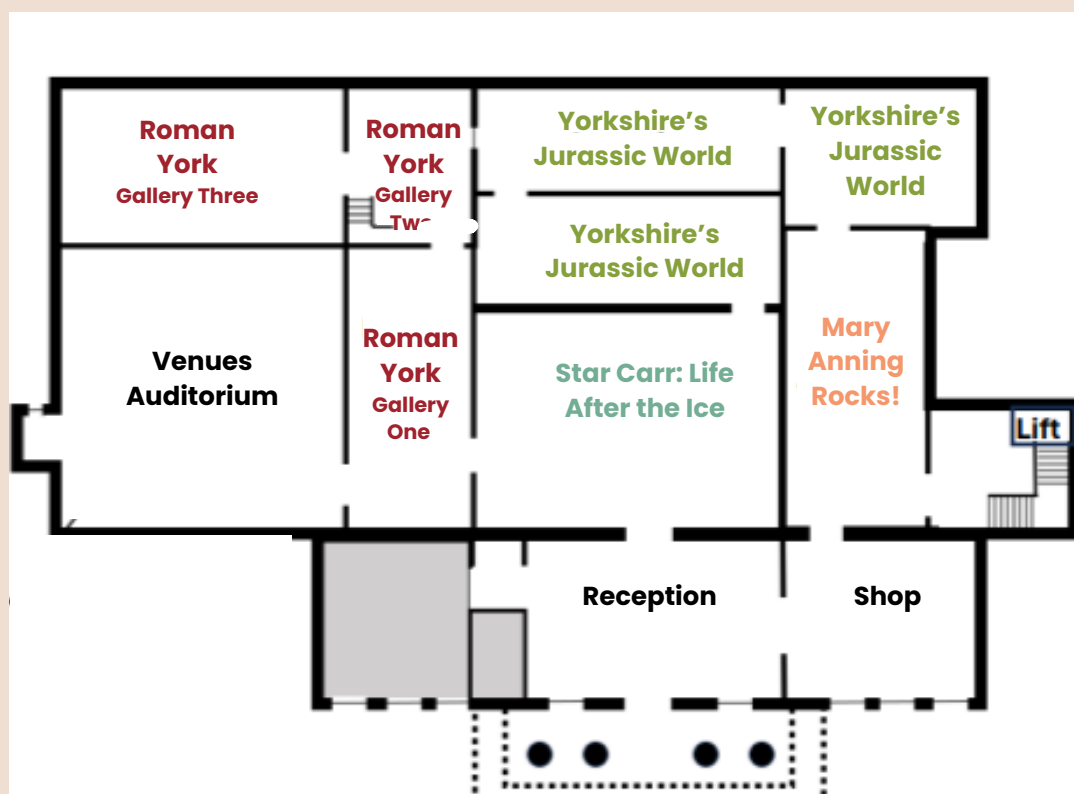 Roman
York
Gallery Three
Roman
York
Gallery
Two
Yorkshire’s
Jurassic World
Yorkshire’s
Jurassic
World
Yorkshire’s
Jurassic World
Venues
Auditorium
Roman
York
Gallery
One
Star Carr: Life
After the Ice
Mary
Anning
Rocks!
Lift
Reception
Shop